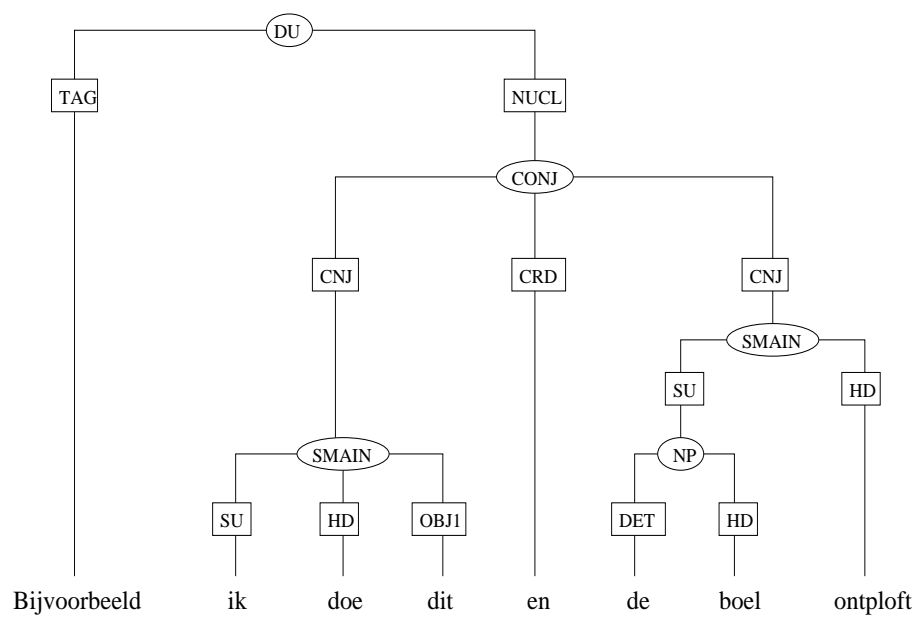 DU
TAG NUCL
CONJ
CNJ CRD CNJ
SMAIN
SU HD
SMAIN NP
SU HD OBJ1 DET HD
Bijvoorbeeld ik doe dit en de boel ontploft